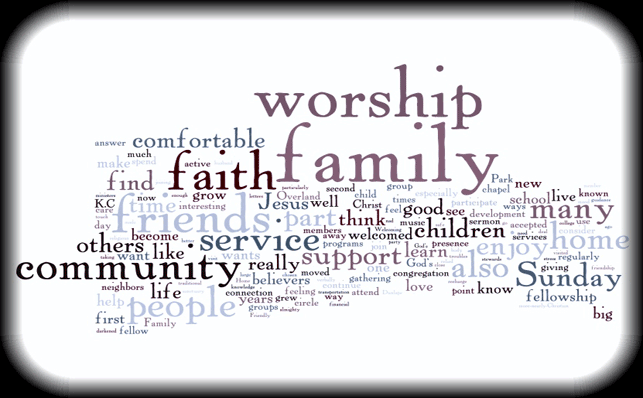 worship
answer comfortable family
much
make spend active faith particularly
find enough Overland second child group especially Park new
K.C now grow Jesus well Christ times chapel school live known
care time interesting friends part think feel good see ways participate development many
day become members music sermon accepted consider
others service away welcomed children services home
want like wants programs join party God's presence enjoy
community really support learn also regularly
moved one God's congregation giving Sunday
neighbors life believers gathering stewards
connection feeling continue love point know fellowship
help people years grew circle way attend
first Family groups big
fellow Friendly almighty